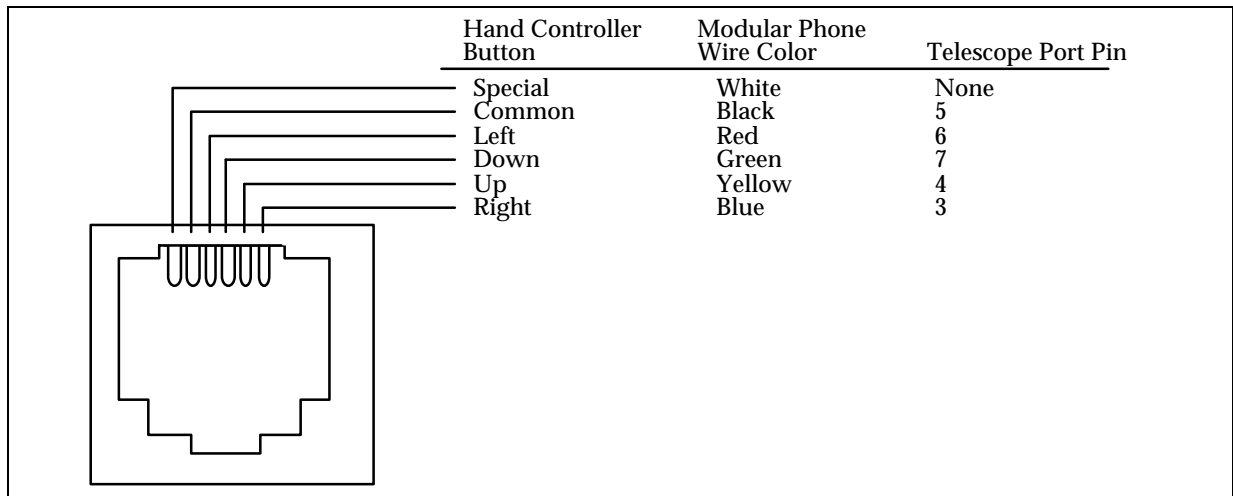 Hand Controller Modular Phone
Button Wire Color Telescope Port Pin
Special White None
Common Black 5
Left Red 6
Down Green 7
Up Yellow 4
Right Blue 3